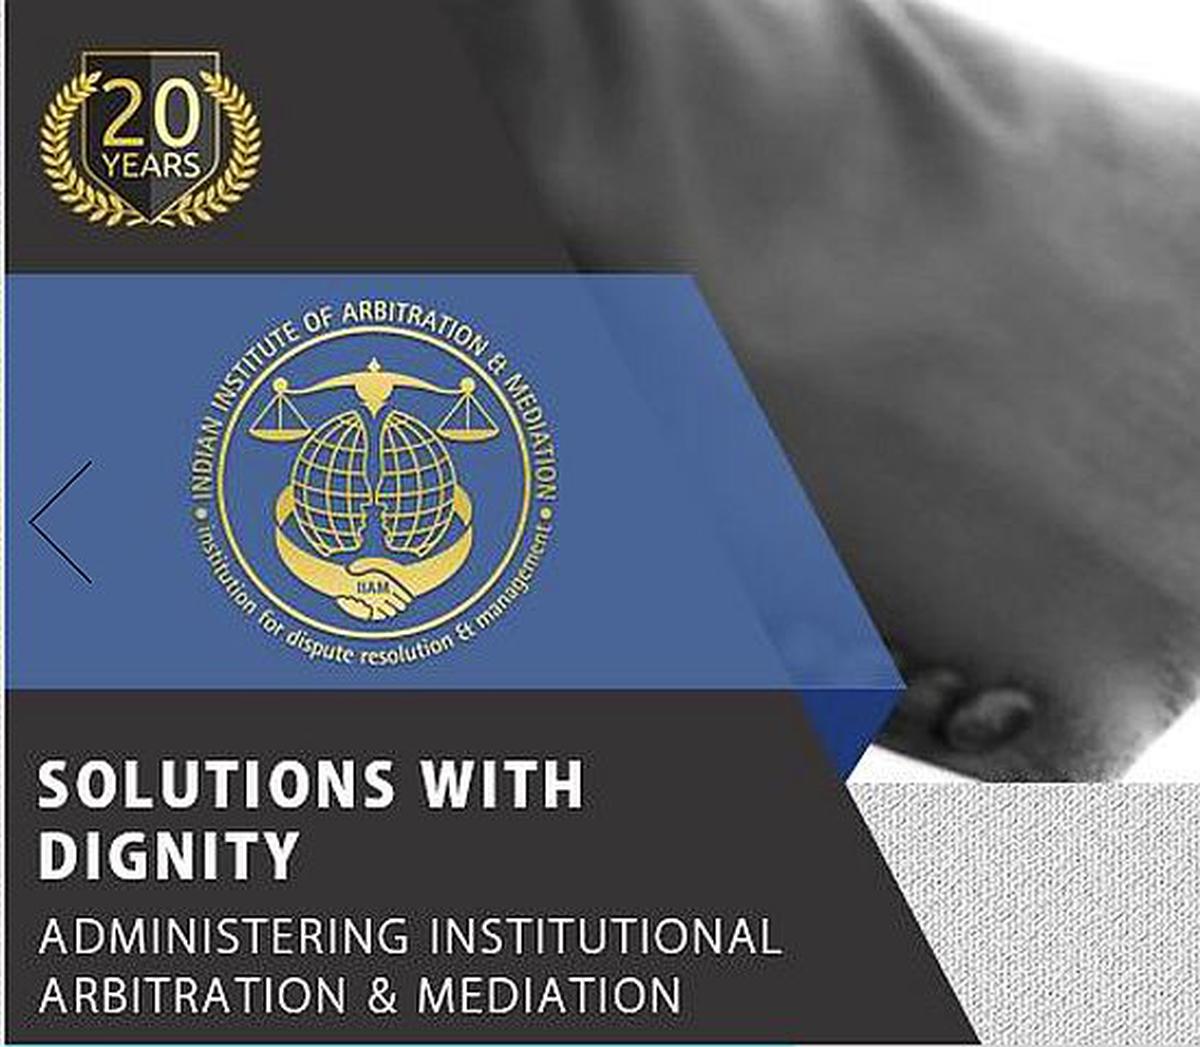 20
YEARS
INDIAN INSTITUTE OF ARBITRATION & MEDIATION
institution for dispute resolution & management
IIAM
SOLUTIONS WITH
DIGNITY
ADMINISTERING INSTITUTIONAL
ARBITRATION & MEDIATION